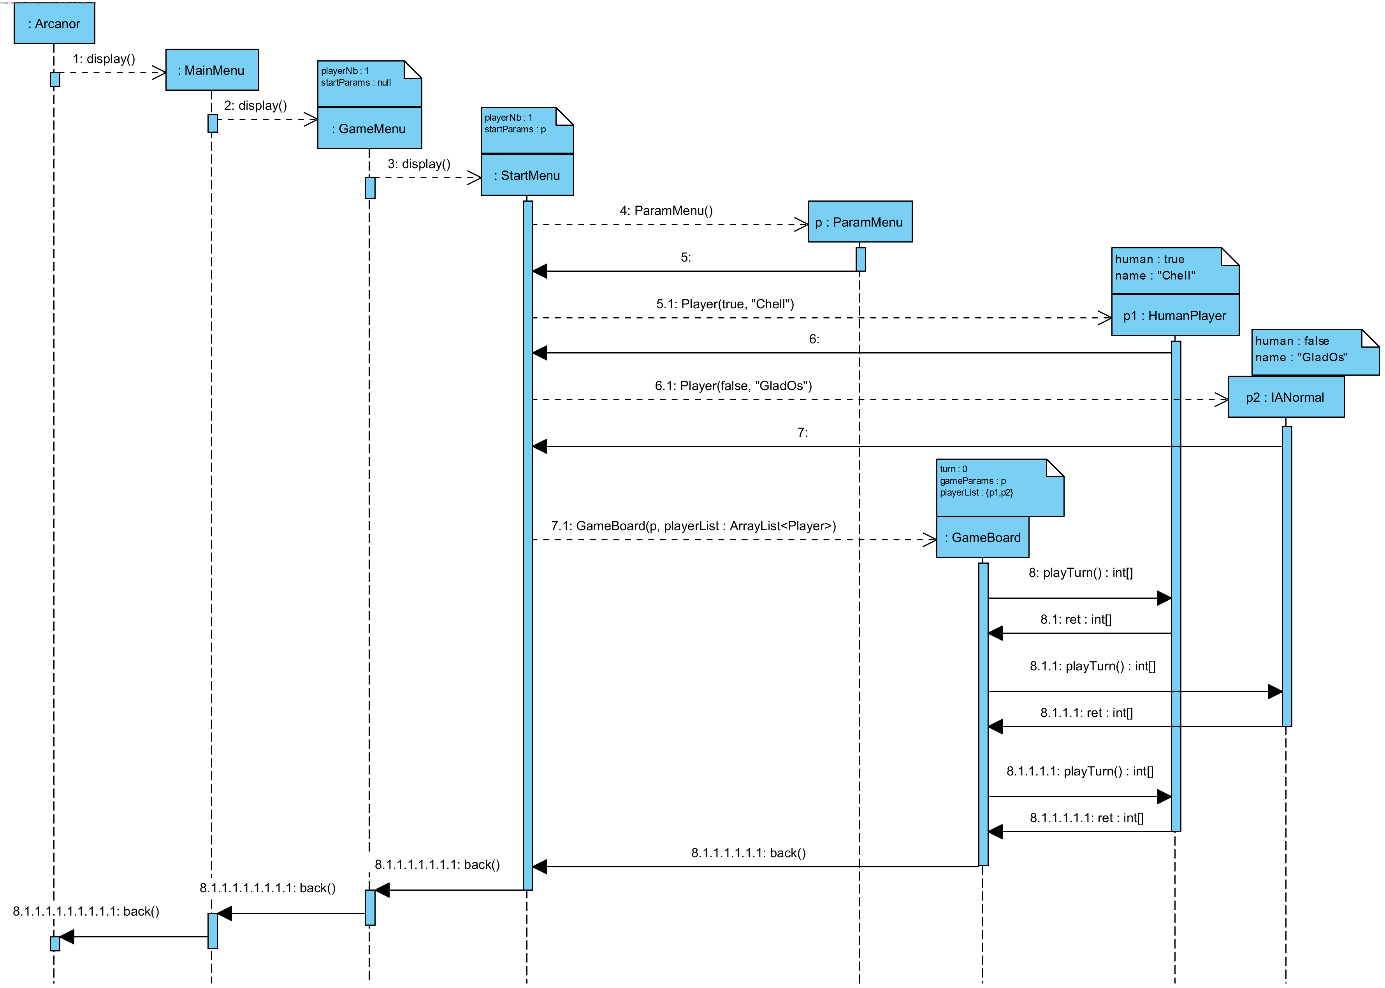 : Arcanor
1: display()
: MainMenu
2: display()
playerNb : 1
startParams : null
: GameMenu
3: display()
playerNb : 1
startParams : p
: StartMenu
4: ParamMenu()
p : ParamMenu
5:
human : true
name : "Chell"
5.1: Player(true, "Chell")
p1 : HumanPlayer
6:
human : false
name : "GladOs"
6.1: Player(false, "GladOs")
p2 : IANormal
7:
turn : 0
gameParams : p
playerList : {p1,p2}
7.1: GameBoard(p, playerList : ArrayList<Player>)
: GameBoard
8: playTurn() : int[]
8.1: ret : int[]
8.1.1: playTurn() : int[]
8.1.1.1: ret : int[]
8.1.1.1.1: playTurn() : int[]
8.1.1.1.1.1: ret : int[]
8.1.1.1.1.1.1: back()
8.1.1.1.1.1.1.1: back()
8.1.1.1.1.1.1.1.1: back()
8.1.1.1.1.1.1.1.1.1: back()